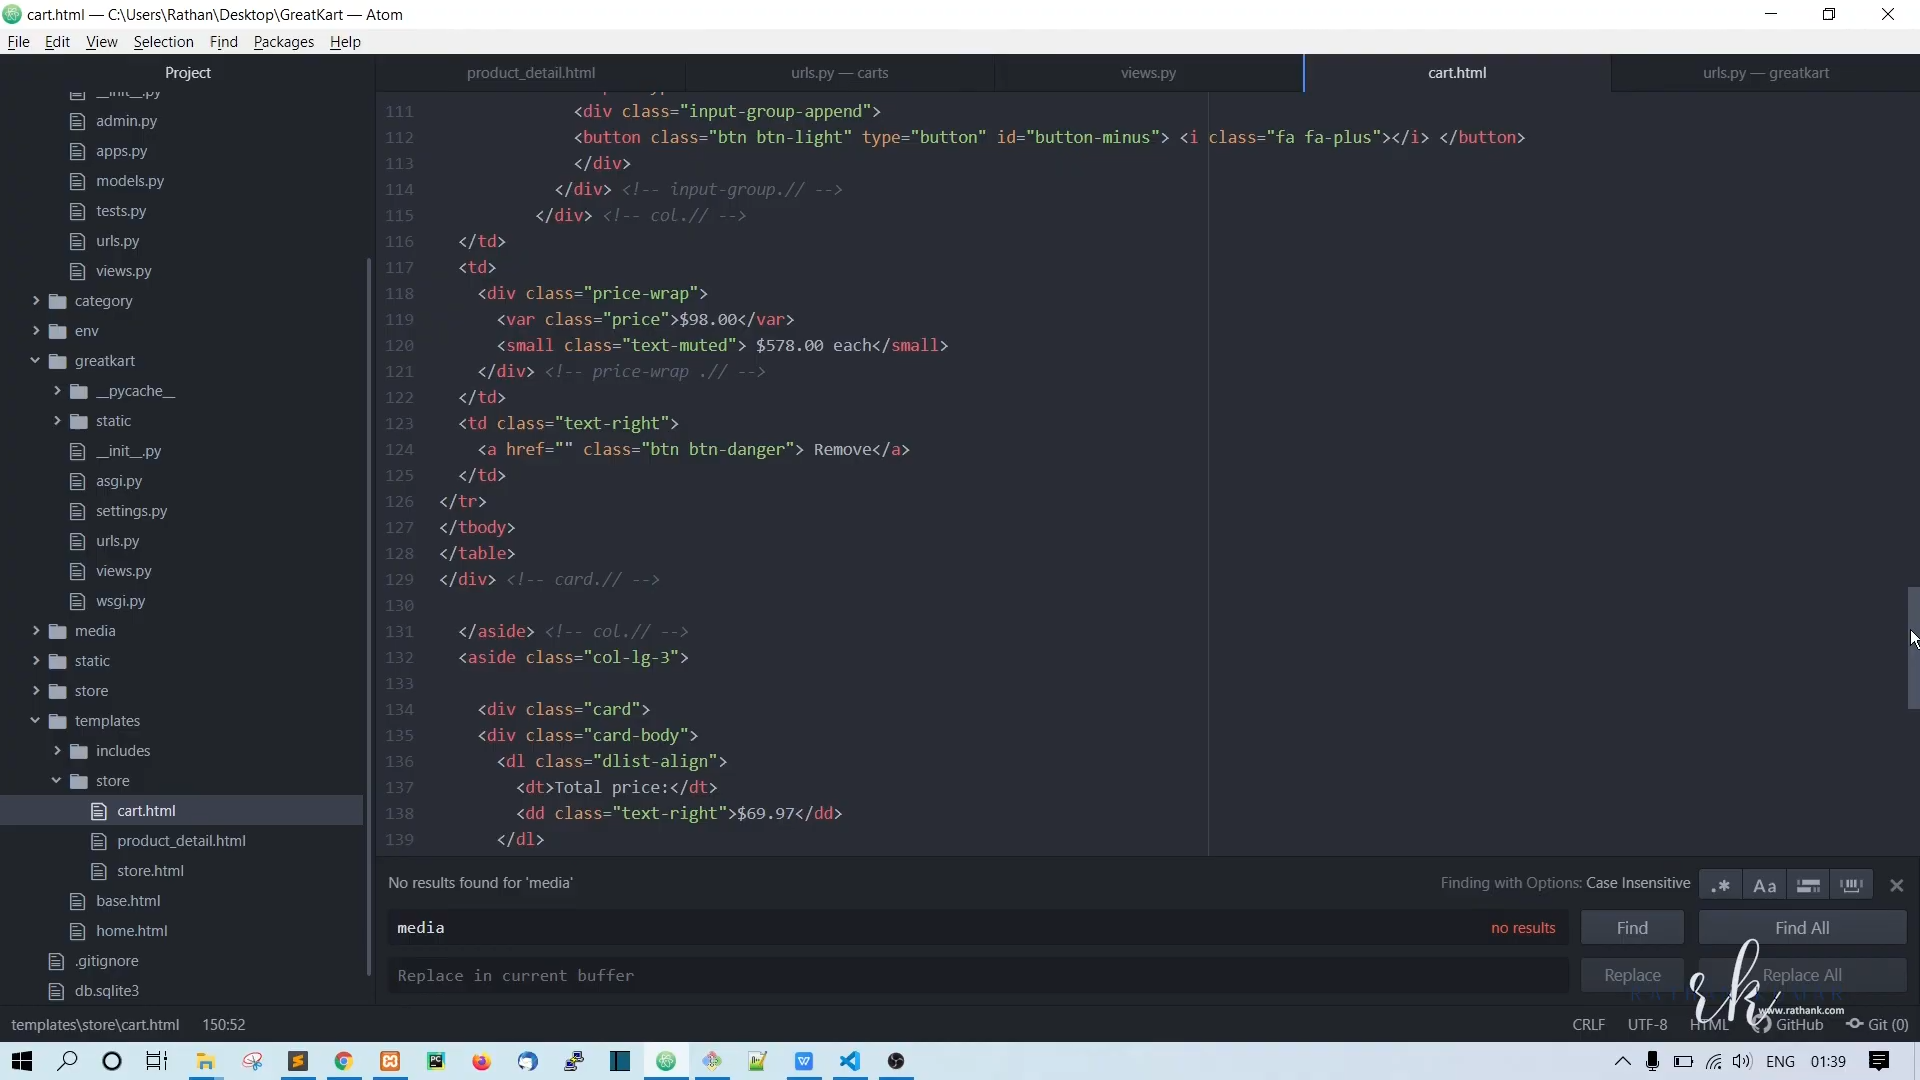 cart.html — C:\Users\Rathan\Desktop\GreatKart — Atom
File Edit View Selection Find Packages Help
Project
product_detail.html
urls.py — carts
views.py
cart.html
urls.py — greatkart
__init__.py
admin.py
apps.py
models.py
tests.py
urls.py
views.py
category
env
greatkart
__pycache__
static
__init__.py
asgi.py
settings.py
urls.py
views.py
wsgi.py
media
static
store
templates
includes
store
cart.html
product_detail.html
store.html
base.html
home.html
.gitignore
db.sqlite3
111 <div class="input-group-append">
112 <button class="btn btn-light" type="button" id="button-minus"> <i class="fa fa-plus"></i> </button>
113 </div>
114 </div> <!-- input-group.// -->
115 </div> <!-- col.// -->
116 </td>
117 <td>
118 <div class="price-wrap">
119 <var class="price">$98.00</var>
120 <small class="text-muted"> $578.00 each</small>
121 </div> <!-- price-wrap .// -->
122 </td>
123 <td class="text-right">
124 <a href="" class="btn btn-danger"> Remove</a>
125 </td>
126 </tr>
127 </tbody>
128 </table>
129 </div> <!-- card.// -->
130
131 </aside> <!-- col.// -->
132 <aside class="col-lg-3">
133
134 <div class="card">
135 <div class="card-body">
136 <dl class="dlist-align">
137 <dt>Total price:</dt>
138 <dd class="text-right">$69.97</dd>
139 </dl>
No results found for 'media'
Finding with Options: Case Insensitive
.* Aa
media
no results
Find
Find All
Replace in current buffer
Replace
Replace All
rk
www.rathank.com
templates\store\cart.html 150:52
CRLF UTF-8 HTML GitHub Git (0)
ENG 01:39